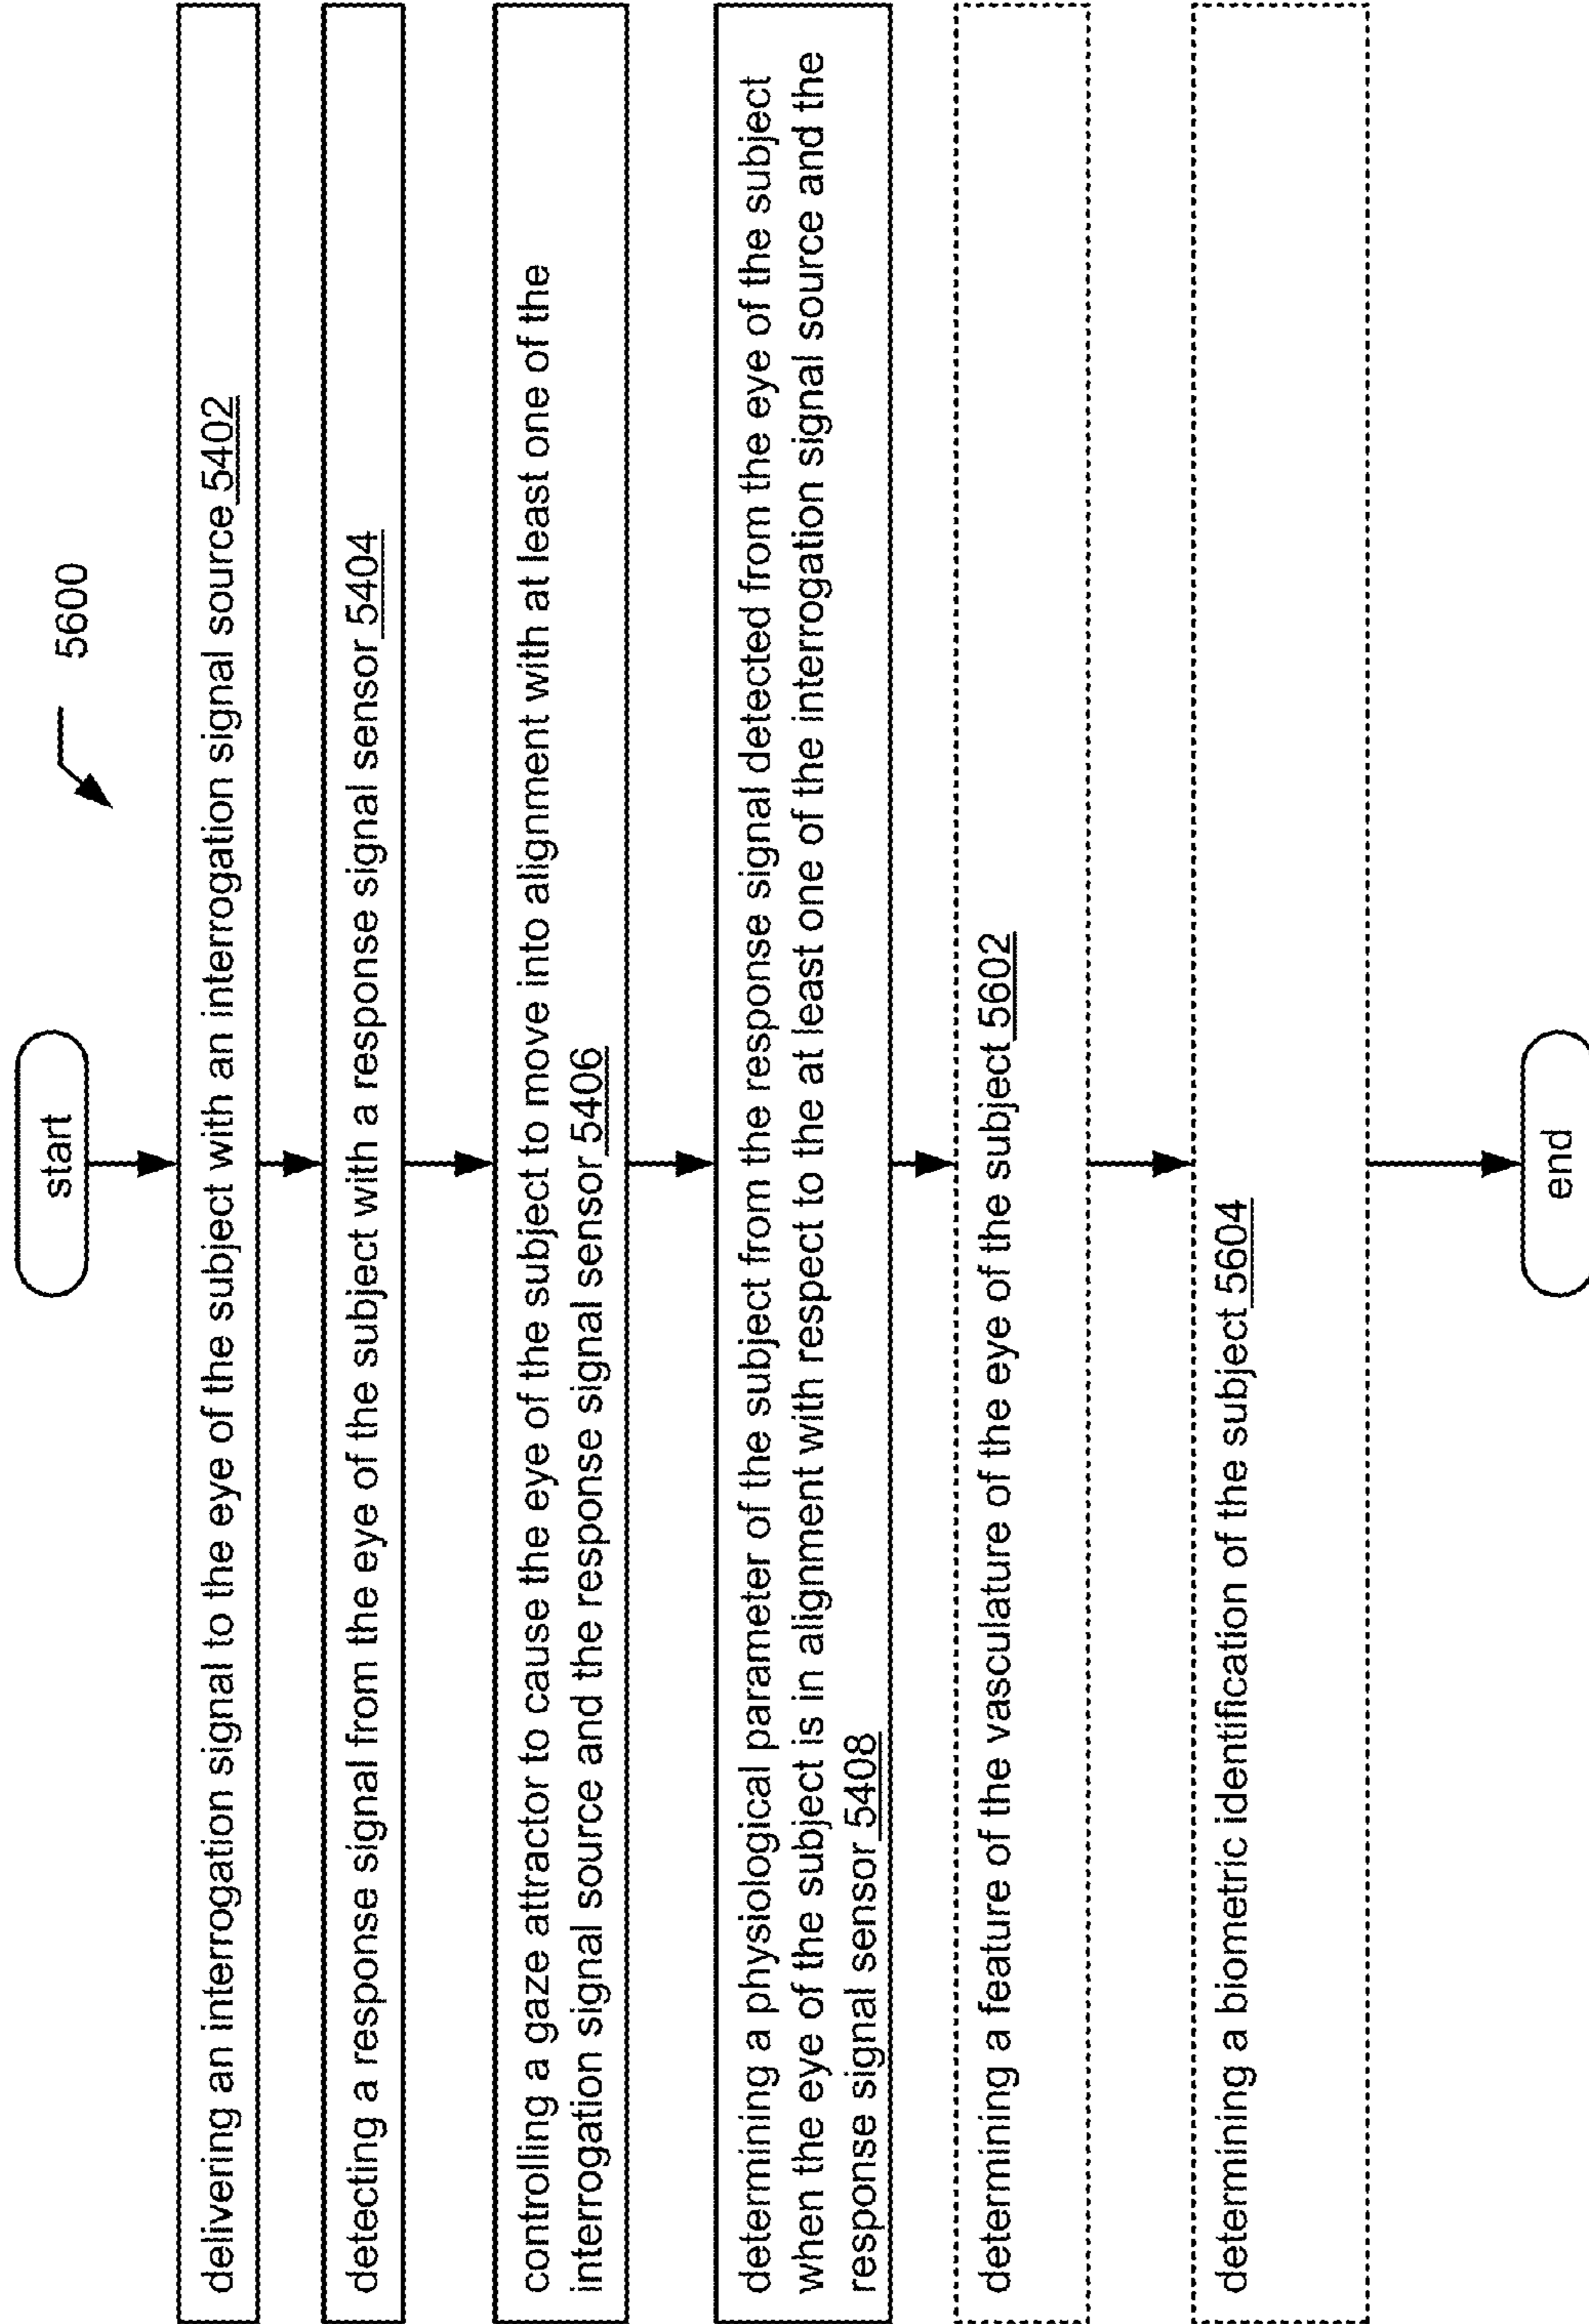 5600
start
delivering an interrogation signal to the eye of the subject with an interrogation signal source 5402
detecting a response signal from the eye of the subject with a response signal sensor 5404
controlling a gaze attractor to cause the eye of the subject to move into alignment with at least one of the
interrogation signal source and the response signal sensor 5406
determining a physiological parameter of the subject from the response signal detected from the eye of the subject
when the eye of the subject is in alignment with respect to the at least one of the interrogation signal source and the
response signal sensor 5408
determining a feature of the vasculature of the eye of the subject 5602
determining a biometric identification of the subject 5604
end